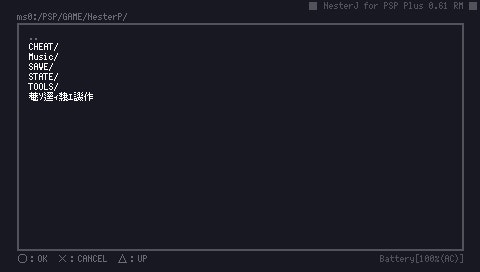 ■ NesterJ for PSP Plus 0.61 RM ■
ms0:/PSP/GAME/NesterP/
..
CHEAT/
Music/
SAVE/
STATE/
TOOLS/
○:OK ×:CANCEL △:UP
Battery[100%(AC)]